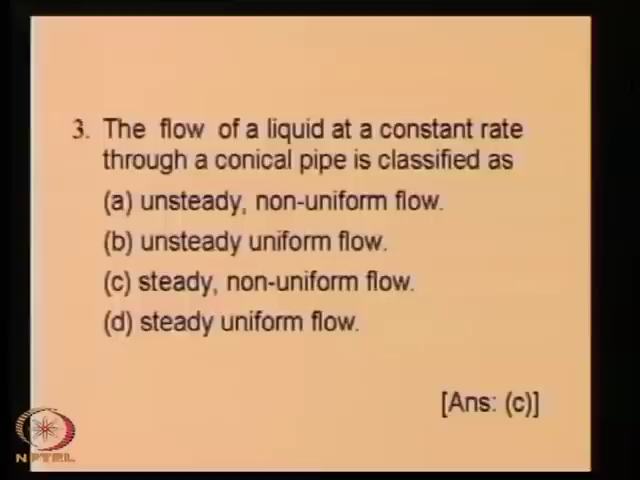 3. The flow of a liquid at a constant rate
through a conical pipe is classified as
(a) unsteady, non-uniform flow.
(b) unsteady uniform flow.
(c) steady, non-uniform flow.
(d) steady uniform flow.
[Ans: (c)]
NPTEL